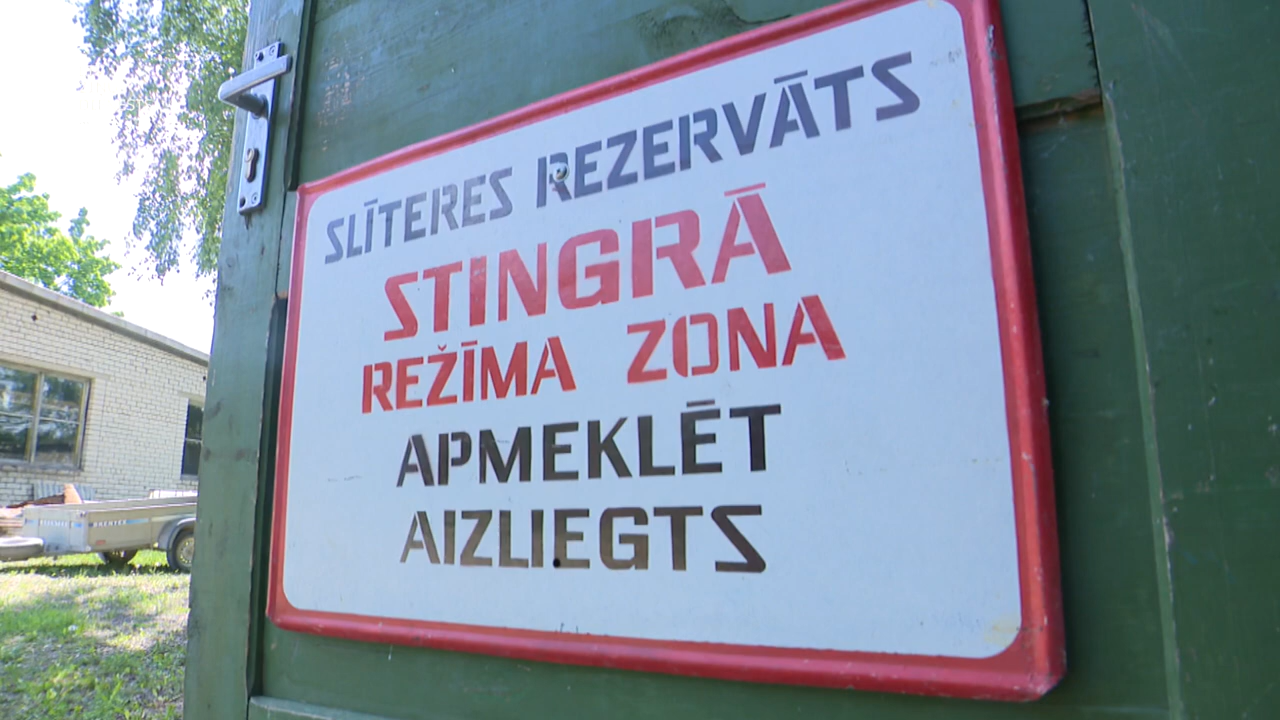 SLĪTERES REZERVĀTS
STINGRĀ
REŽĪMA ZONA
APMEKLĒT
AIZLIEGTS